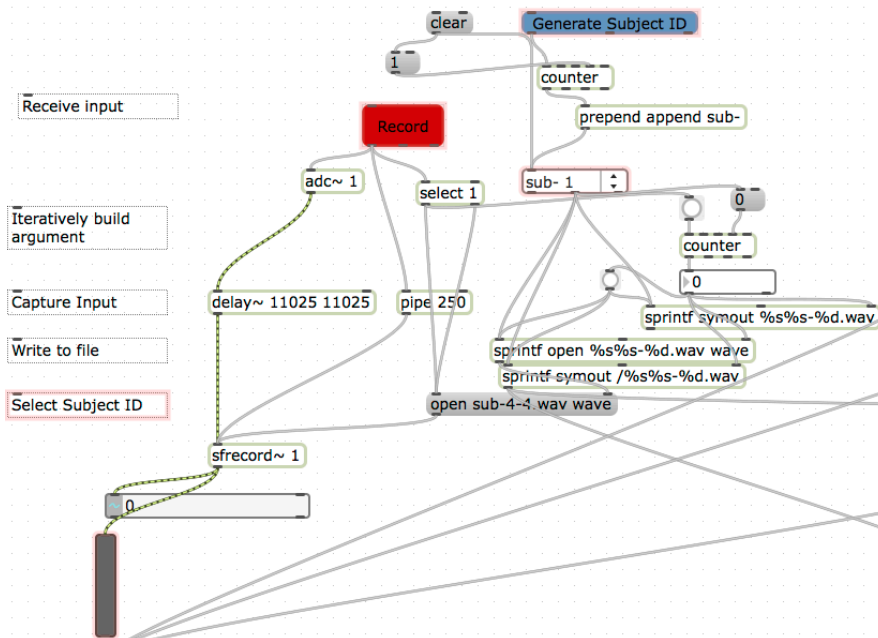 clear
Generate Subject ID
1
counter
Receive input
prepend append sub-
Record
adc~ 1
select 1
sub- 1
0
Iteratively build
argument
counter
0
Capture Input
delay~ 11025 11025
pipe 250
sprintf symout %s%s-%d.wav
Write to file
sprintf open %s%s-%d.wav wave
sprintf symout /%s%s-%d.wav
Select Subject ID
open sub-4-4.wav wave
sfrecord~ 1
~ 0